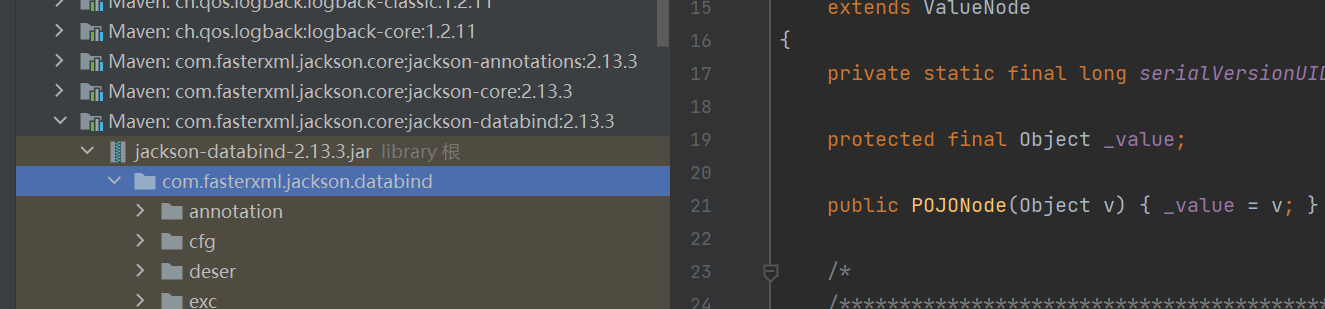 Maven: ch.qos.logback:logback-classic:1.2.11
Maven: ch.qos.logback:logback-core:1.2.11
Maven: com.fasterxml.jackson.core:jackson-annotations:2.13.3
Maven: com.fasterxml.jackson.core:jackson-core:2.13.3
Maven: com.fasterxml.jackson.core:jackson-databind:2.13.3
jackson-databind-2.13.3.jar library 根
com.fasterxml.jackson.databind
annotation
cfg
deser
exc
15 extends ValueNode
16 {
17 private static final long serialVersionUID
18
19 protected final Object _value;
20
21 public POJONode(Object v) { _value = v; }
22
23 /*
24 /******************************************